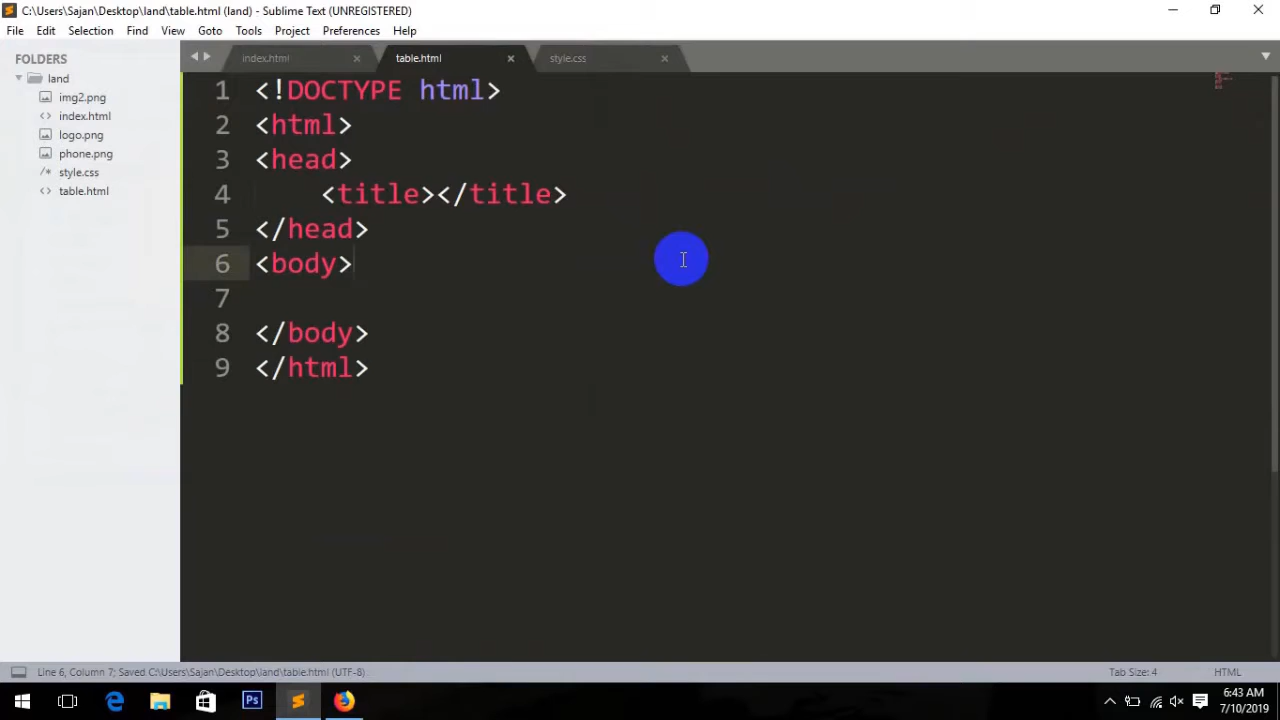 C:\Users\Sajan\Desktop\land\table.html (land) - Sublime Text (UNREGISTERED)
File Edit Selection Find View Goto Tools Project Preferences Help
FOLDERS
land
img2.png
<> index.html
logo.png
phone.png
/* style.css
<> table.html
index.html × table.html × style.css ×
1 <!DOCTYPE html>
2 <html>
3 <head>
4 <title></title>
5 </head>
6 <body>
7
8 </body>
9 </html>
Line 6, Column 7; Saved C:\Users\Sajan\Desktop\land\table.html (UTF-8)
Tab Size: 4
HTML
Ps
6:43 AM
7/10/2019